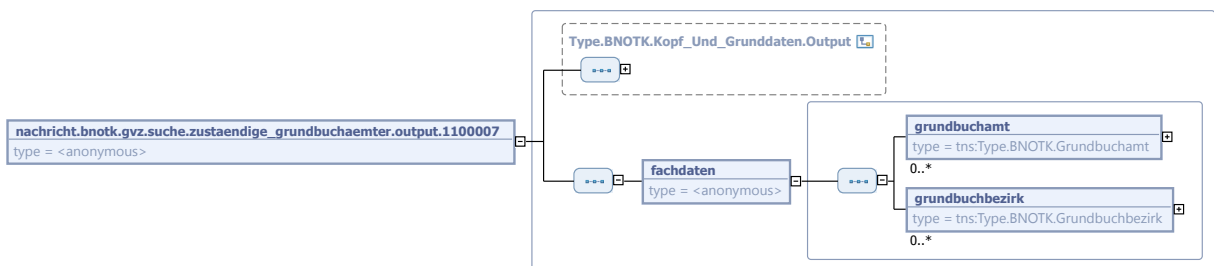 Type.BNOTK.Kopf_Und_Grunddaten.Output
nachricht.bnotk.gvz.suche.zustaendige_grundbuchaemter.output.1100007
type = <anonymous>
fachdaten
type = <anonymous>
grundbuchamt
type = tns:Type.BNOTK.Grundbuchamt
0..*
grundbuchbezirk
type = tns:Type.BNOTK.Grundbuchbezirk
0..*